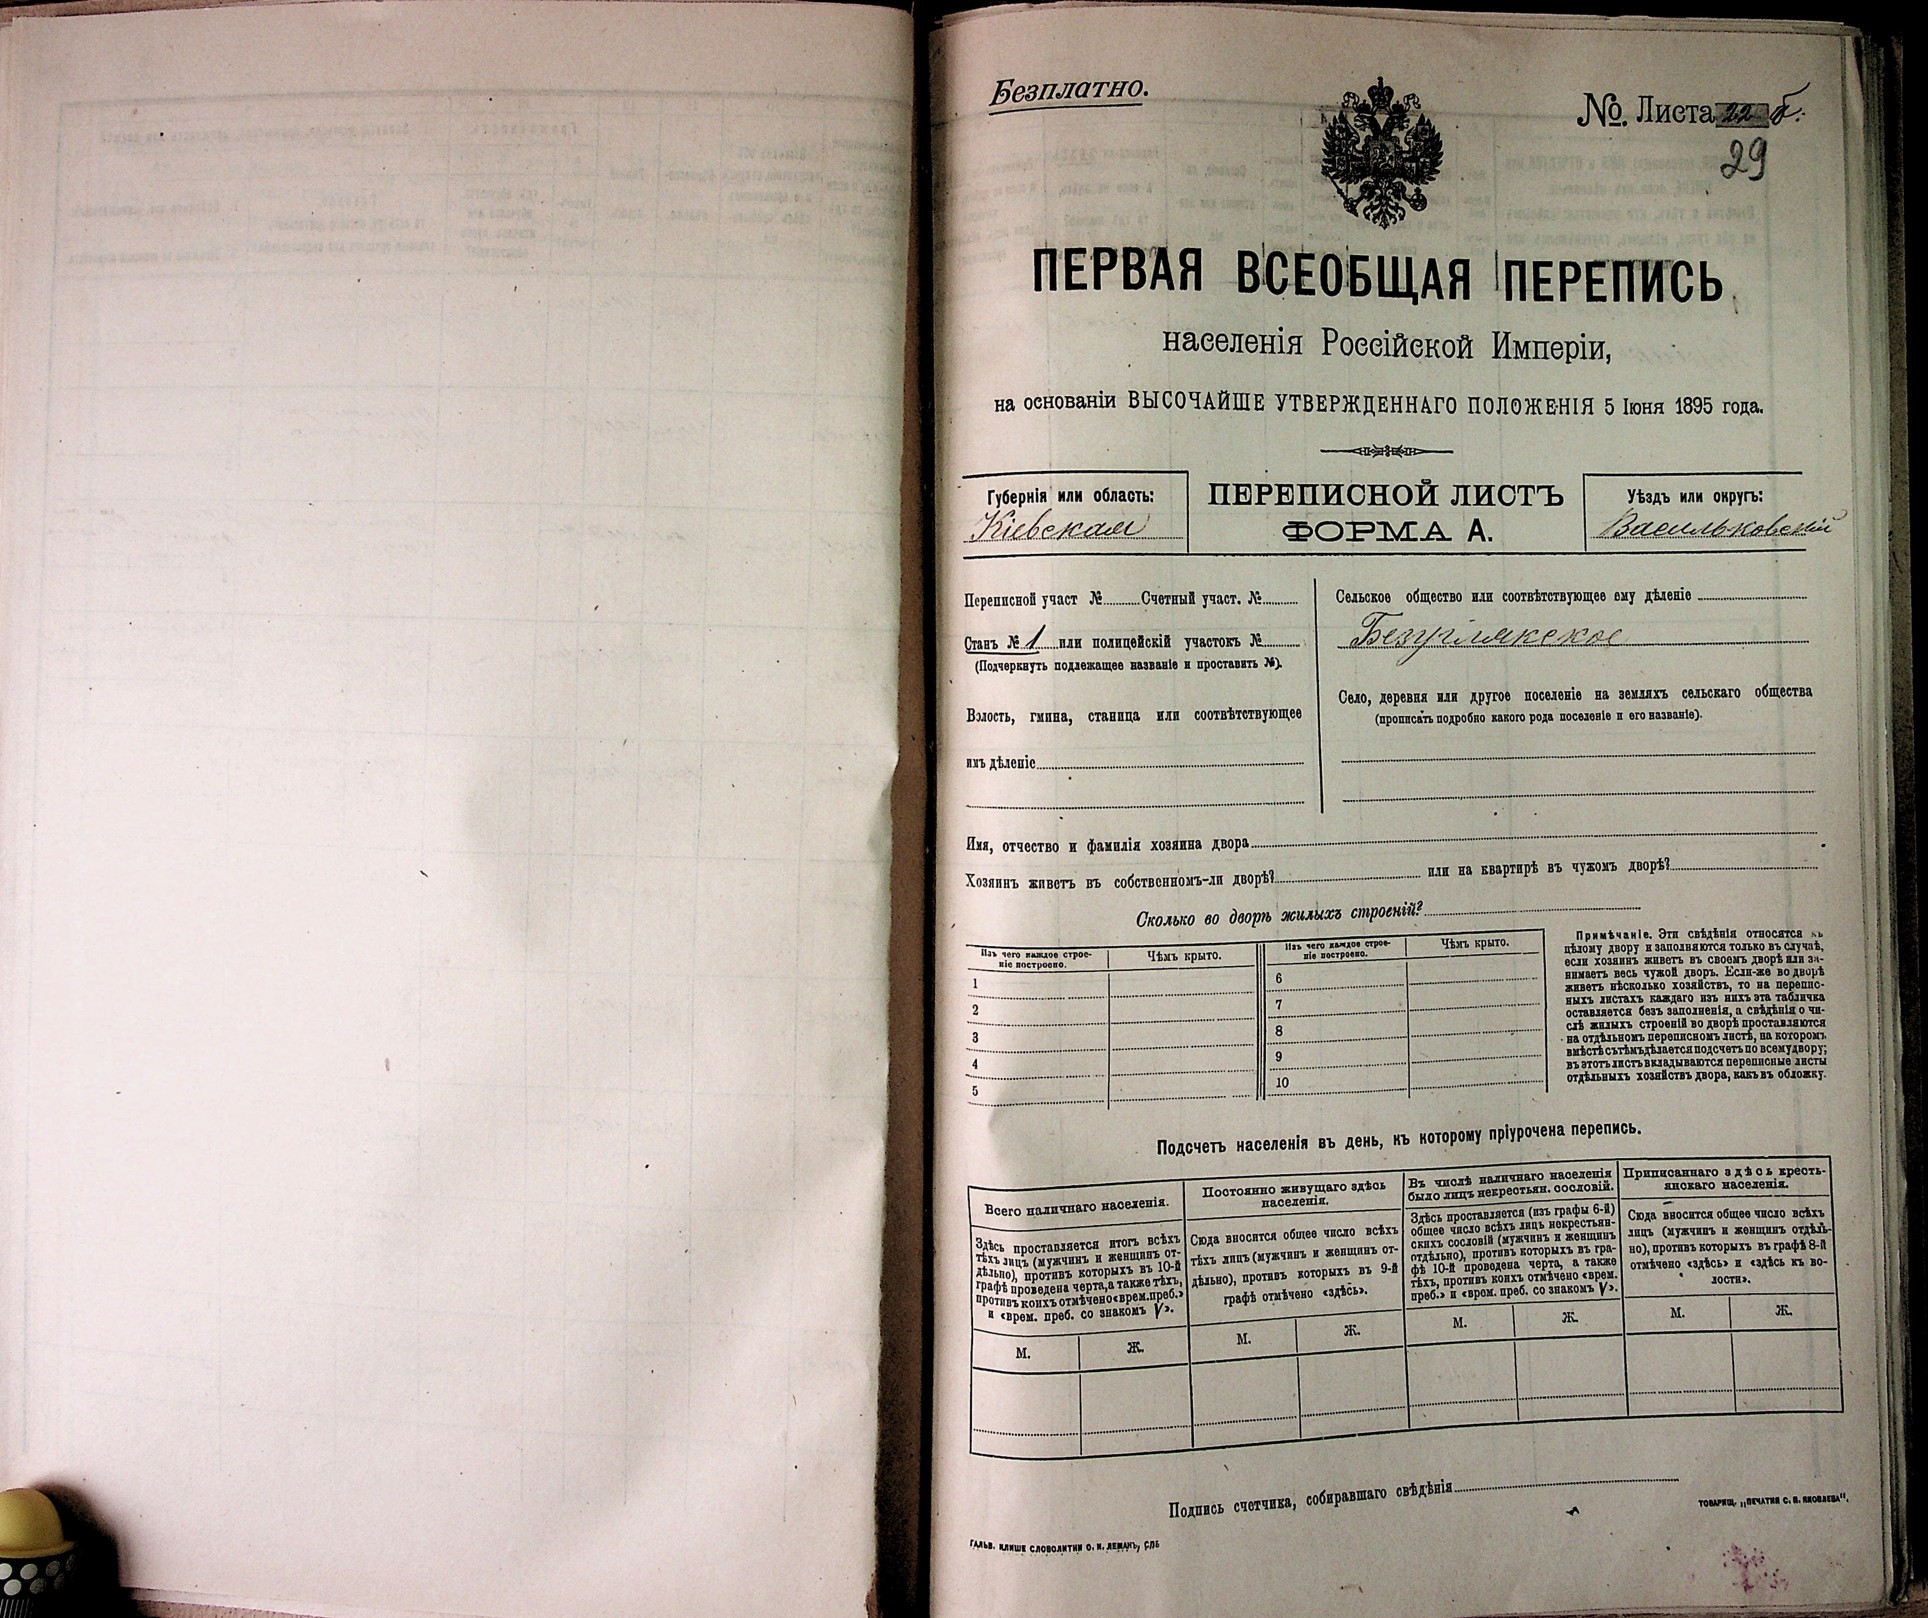 Безплатно.
№. Листа 22 б.
29
ПЕРВАЯ ВСЕОБЩАЯ ПЕРЕПИСЬ
населенія Россійской Имперіи,
на основаніи ВЫСОЧАЙШЕ УТВЕРЖДЕННАГО ПОЛОЖЕНІЯ 5 Іюня 1895 года.
Губернія или область:
Кіевская
ПЕРЕПИСНОЙ ЛИСТЪ
ФОРМА А.
Уѣздъ или округъ:
Васильковскій
Переписной участ № Счетный участ. №
Станъ № 1 или полицейскій участокъ №
(Подчеркнуть подлежащее названіе и проставить №).
Волость, гмина, станица или соотвѣтствующее
имъ дѣленіе
Сельское общество или соотвѣтствующее ему дѣленіе
Безуглякское
Село, деревня или другое поселеніе на земляхъ сельскаго общества
(прописать подробно какого рода поселеніе и его названіе).
Имя, отчество и фамилія хозяина двора
Хозяинъ живетъ въ собственномъ-ли дворѣ? или на квартирѣ въ чужомъ дворѣ?
Сколько во дворѣ жилыхъ строеній?
Изъ чего каждое строе-
ніе построено.
Чѣмъ крыто.
1
2
3
4
5
Изъ чего каждое строе-
ніе построено.
Чѣмъ крыто.
6
7
8
9
10
Примѣчаніе. Эти свѣдѣнія относятся къ
цѣлому двору и заполняются только въ случаѣ,
если хозяинъ живетъ въ своемъ дворѣ или за-
нимаетъ весь чужой дворъ. Если-же во дворѣ
живетъ нѣсколько хозяйствъ, то на перепис-
ныхъ листахъ каждаго изъ нихъ эта табличка
оставляется безъ заполненія, а свѣдѣнія о чи-
слѣ жилыхъ строеній во дворѣ проставляются
на отдѣльномъ переписномъ листѣ, на которомъ
вмѣстѣ съ тѣмъ дѣлается подсчетъ по всему двору;
въ этотъ листъ вкладываются переписные листы
отдѣльныхъ хозяйствъ двора, какъ въ обложку.
Подсчетъ населенія въ день, къ которому пріурочена перепись.
Всего наличнаго населенія.
Здѣсь проставляется итогъ всѣхъ
тѣхъ лицъ (мужчинъ и женщинъ от-
дѣльно), противъ которыхъ въ 10-й
графѣ проведена черта, а также тѣхъ,
противъ коихъ отмѣчено «врем. преб.»
и «врем. преб. со знакомъ V».
М. Ж.
Постоянно живущаго здѣсь
населенія.
Сюда вносится общее число всѣхъ
тѣхъ лицъ (мужчинъ и женщинъ от-
дѣльно), противъ которыхъ въ 9-й
графѣ отмѣчено «здѣсь».
М. Ж.
Въ числѣ наличнаго населенія
было лицъ некрестьян. сословій.
Здѣсь проставляется (изъ графы 6-й)
общее число всѣхъ лицъ некрестьян-
скихъ сословій (мужчинъ и женщинъ
отдѣльно), противъ которыхъ въ гра-
фѣ 10-й проведена черта, а также
тѣхъ, противъ коихъ отмѣчено «врем.
преб.» и «врем. преб. со знакомъ V».
М. Ж.
Приписаннаго здѣсь кресть-
янскаго населенія.
Сюда вносится общее число всѣхъ
лицъ (мужчинъ и женщинъ отдѣль-
но), противъ которыхъ въ графѣ 8-й
отмѣчено «здѣсь» и «здѣсь къ во-
лости».
М. Ж.
Подпись счетчика, собиравшаго свѣдѣнія
ГАЛЬВ. КЛИШЕ СЛОВОЛИТНИ О. И. ЛЕМАНЪ, СПБ
ТОВАРИЩ. „ПЕЧАТНЯ С. П. ЯКОВЛЕВА".